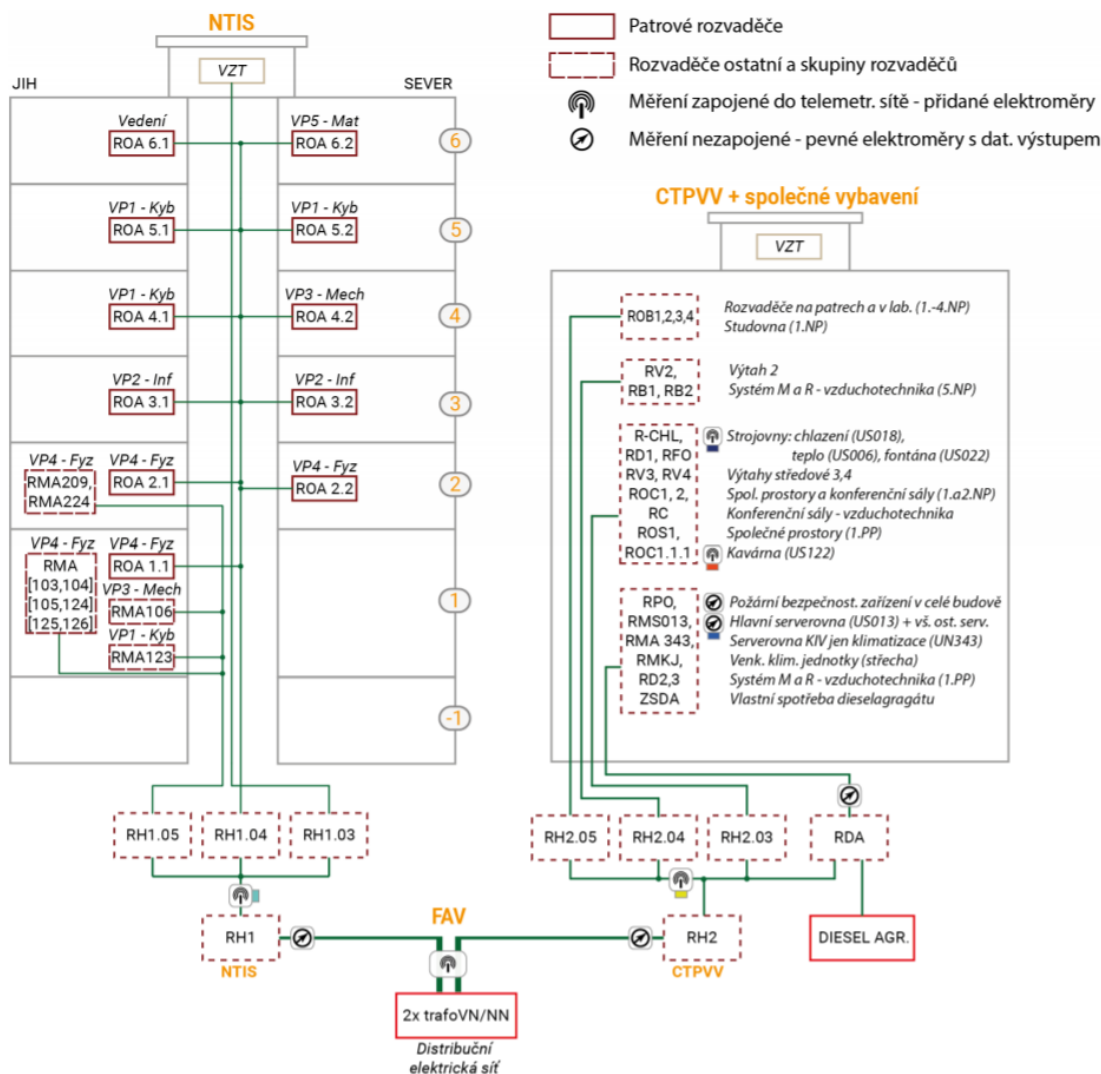 NTIS
VZT
JIH
SEVER
Patrové rozvaděče
Rozvaděče ostatní a skupiny rozvaděčů
Měření zapojené do telemetr. sítě - přidané elektroměry
Měření nezapojené - pevné elektroměry s dat. výstupem
Vedení
ROA 6.1
VP5 - Mat
ROA 6.2
6
VP1 - Kyb
ROA 5.1
VP1 - Kyb
ROA 5.2
5
VP1 - Kyb
ROA 4.1
VP3 - Mech
ROA 4.2
4
VP2 - Inf
ROA 3.1
VP2 - Inf
ROA 3.2
3
VP4 - Fyz
RMA209,
RMA224
VP4 - Fyz
ROA 2.1
VP4 - Fyz
ROA 2.2
2
VP4 - Fyz
RMA
[103,104]
[105,124]
[125,126]
VP4 - Fyz
ROA 1.1
VP3 - Mech
RMA106
VP1 - Kyb
RMA123
1
-1
CTPVV + společné vybavení
VZT
ROB1,2,3,4
Rozvaděče na patrech a v lab. (1.-4.NP)
Studovna (1.NP)
RV2,
RB1, RB2
Výtah 2
Systém M a R - vzduchotechnika (5.NP)
R-CHL,
RD1, RFO
RV3, RV4
ROC1, 2,
RC
ROS1,
ROC1.1.1
Strojovny: chlazení (US018),
teplo (US006), fontána (US022)
Výtahy středové 3,4
Spol. prostory a konferenční sály (1.a2.NP)
Konferenční sály - vzduchotechnika
Společné prostory (1.PP)
Kavárna (US122)
RPO,
RMS013,
RMA 343,
RMKJ,
RD2,3
ZSDA
Požární bezpečnost. zařízení v celé budově
Hlavní serverovna (US013) + vš. ost. serv.
Serverovna KIV jen klimatizace (UN343)
Venk. klim. jednotky (střecha)
Systém M a R - vzduchotechnika (1.PP)
Vlastní spotřeba dieselagragátu
RH1.05
RH1.04
RH1.03
RH2.05
RH2.04
RH2.03
RDA
RH1
NTIS
FAV
RH2
CTPVV
DIESEL AGR.
2x trafoVN/NN
Distribuční
elektrická síť